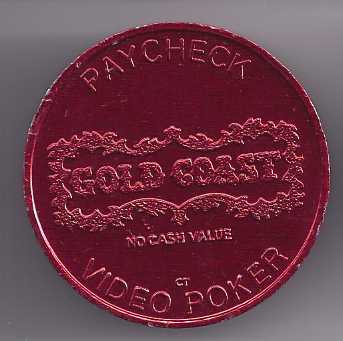 PAYCHECK
GOLD COAST
NO CASH VALUE
CT
VIDEO POKER